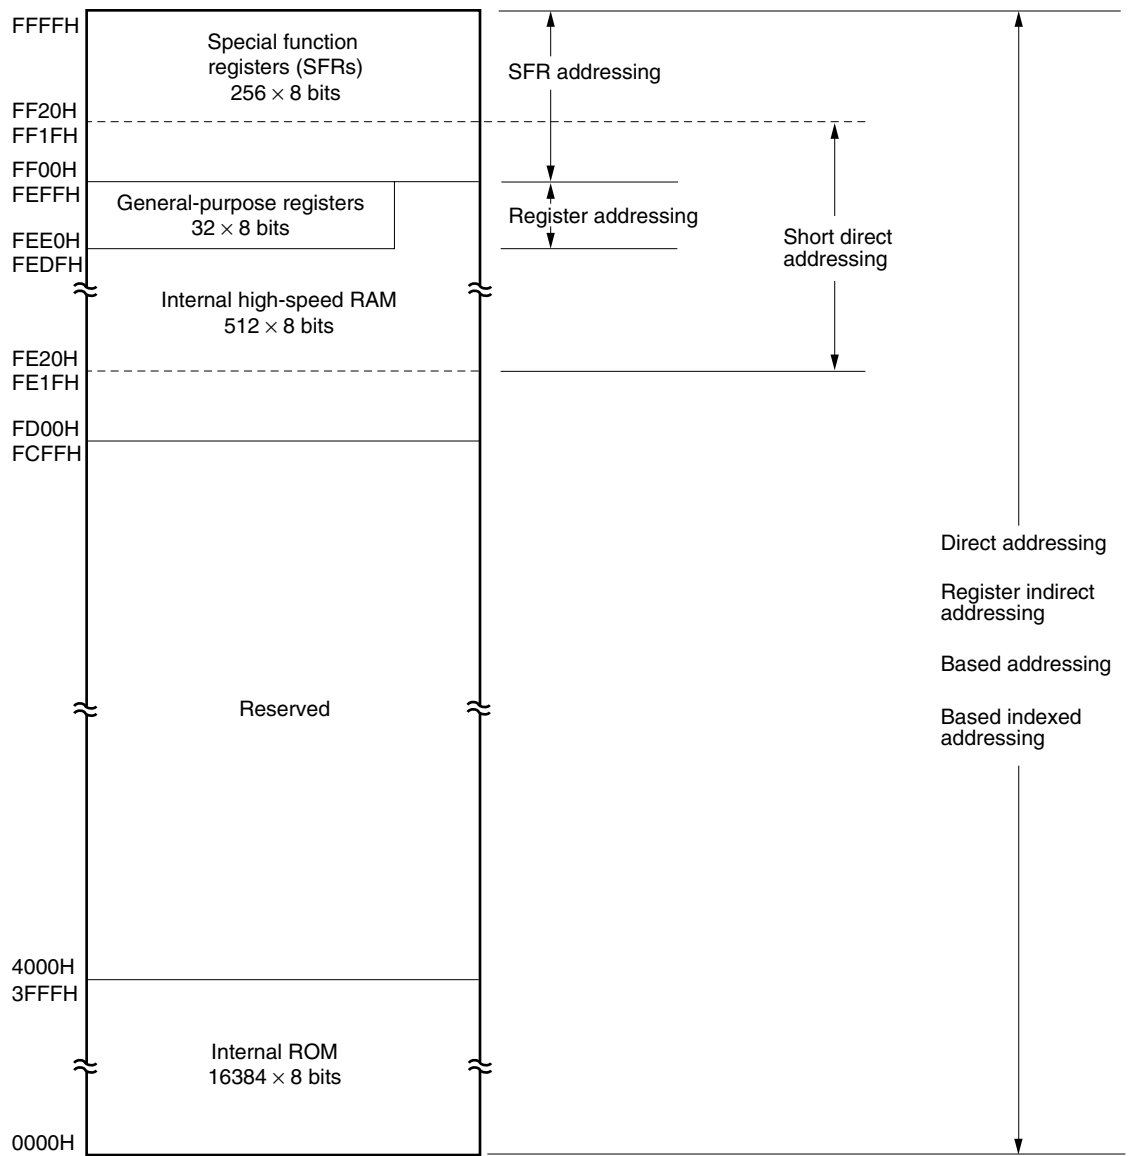 FFFFH
Special function
registers (SFRs)
256 × 8 bits
SFR addressing
FF20H
FF1FH
FF00H
FEFFH
General-purpose registers
32 × 8 bits
Register addressing
FEE0H
FEDFH
Short direct
addressing
Internal high-speed RAM
512 × 8 bits
FE20H
FE1FH
FD00H
FCFFH
Direct addressing
Register indirect
addressing
Based addressing
Based indexed
addressing
Reserved
4000H
3FFFH
Internal ROM
16384 × 8 bits
0000H